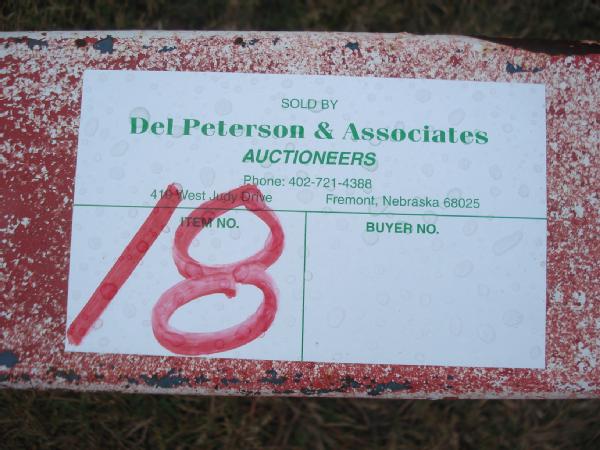 SOLD BY
Del Peterson & Associates
AUCTIONEERS
Phone: 402-721-4388
410 West Judy Drive Fremont, Nebraska 68025
ITEM NO. BUYER NO.
18